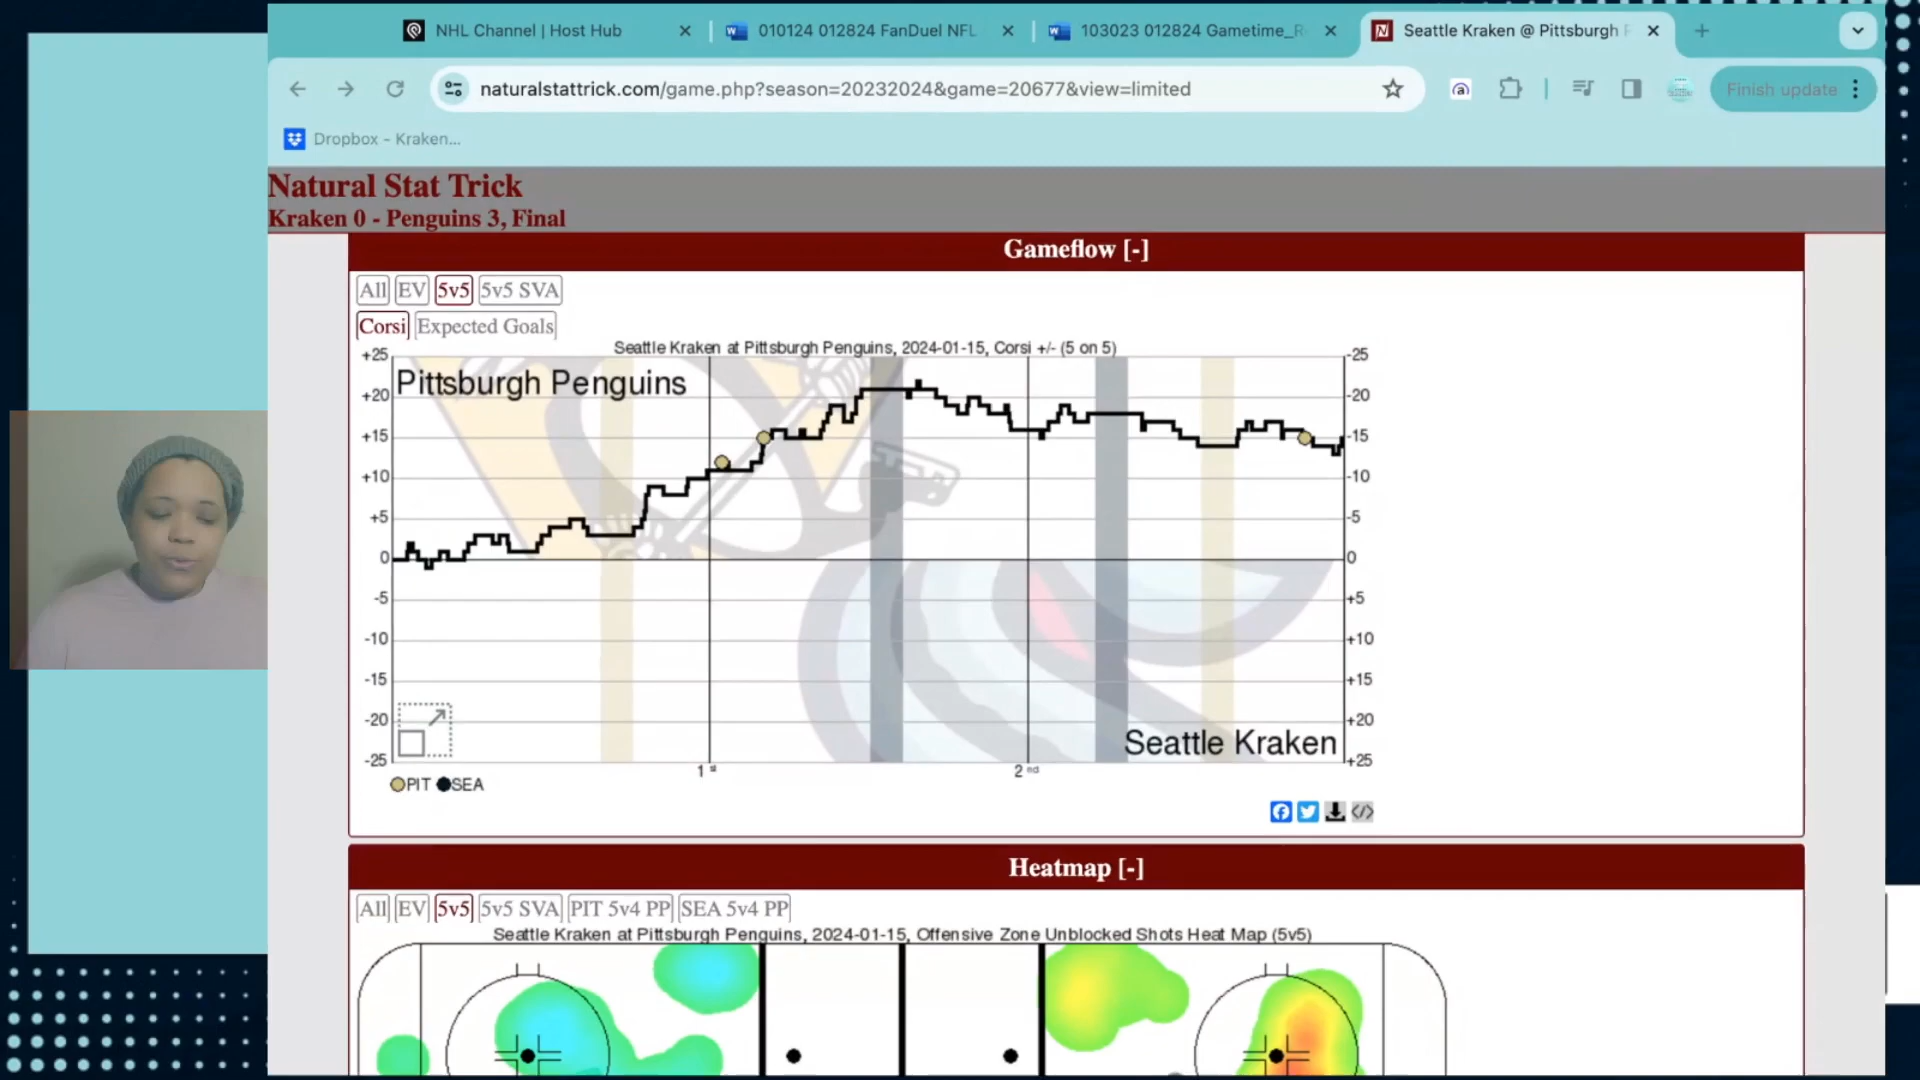 NHL Channel | Host Hub
010124 012824 FanDuel NFL
103023 012824 Gametime_R
Seattle Kraken @ Pittsburgh P
naturalstattrick.com/game.php?season=20232024&game=20677&view=limited
Finish update
Dropbox - Kraken...
Natural Stat Trick
Kraken 0 - Penguins 3, Final
Gameflow [-]
All EV 5v5 5v5 SVA
Corsi Expected Goals
Seattle Kraken at Pittsburgh Penguins, 2024-01-15, Corsi +/- (5 on 5)
Pittsburgh Penguins
+25 -25
+20 -20
+15 -15
+10 -10
+5 -5
0 0
-5 +5
-10 +10
-15 +15
-20 +20
-25 +25
Seattle Kraken
1st 2nd
PIT SEA
Heatmap [-]
All EV 5v5 5v5 SVA PIT 5v4 PP SEA 5v4 PP
Seattle Kraken at Pittsburgh Penguins, 2024-01-15, Offensive Zone Unblocked Shots Heat Map (5v5)